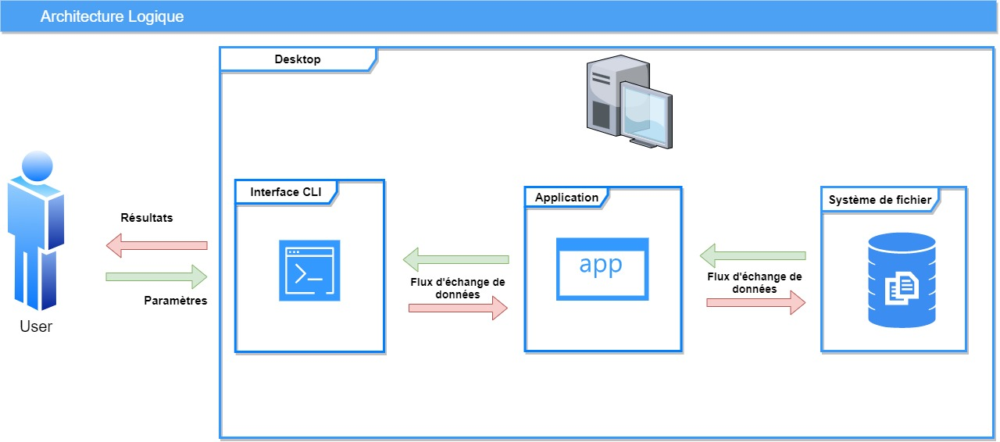 Architecture Logique
Desktop
Interface CLI
Application
Système de fichier
Résultats
Paramètres
User
Flux d'échange de
données
app
Flux d'échange de
données